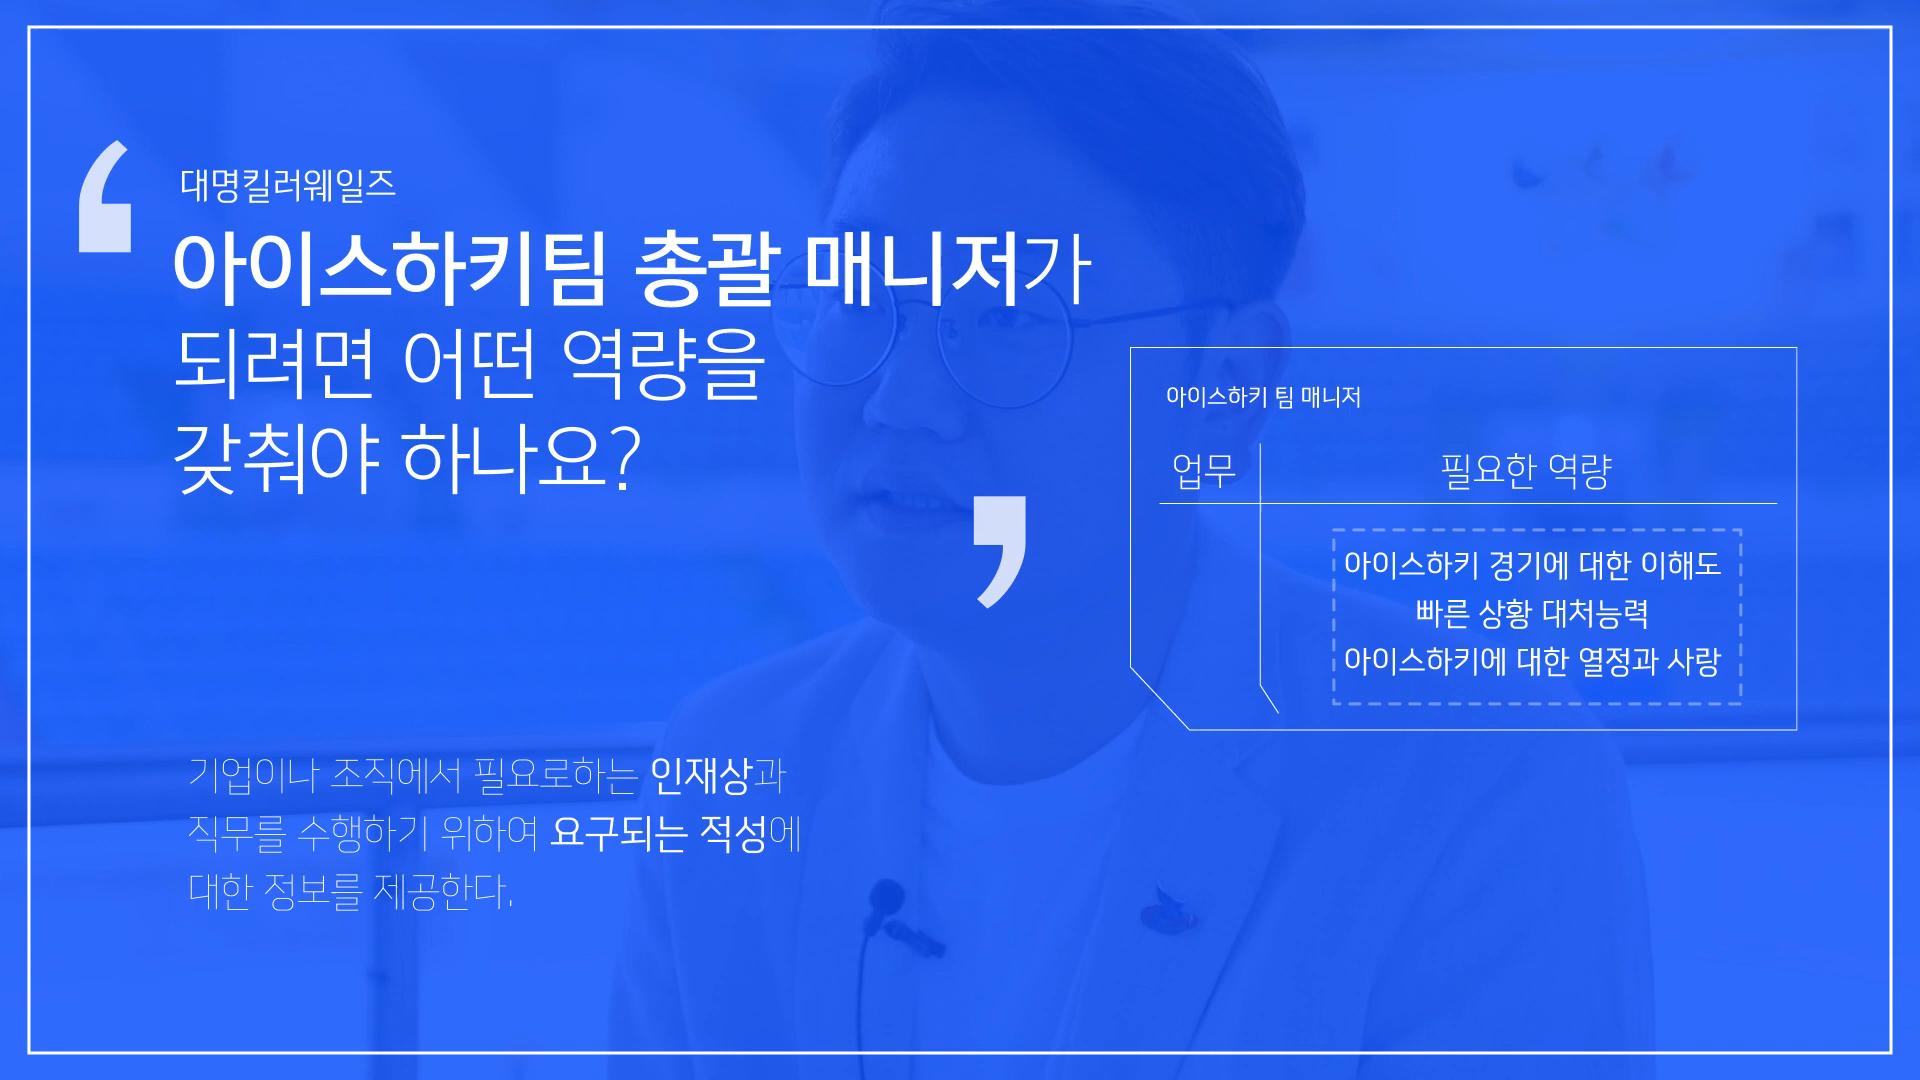 대명킬러웨일즈
아이스하키팀 총괄 매니저가
되려면 어떤 역량을
갖춰야 하나요?
아이스하키 팀 매니저
업무 필요한 역량
아이스하키 경기에 대한 이해도
빠른 상황 대처능력
아이스하키에 대한 열정과 사랑
기업이나 조직에서 필요로하는 인재상과
직무를 수행하기 위하여 요구되는 적성에
대한 정보를 제공한다.